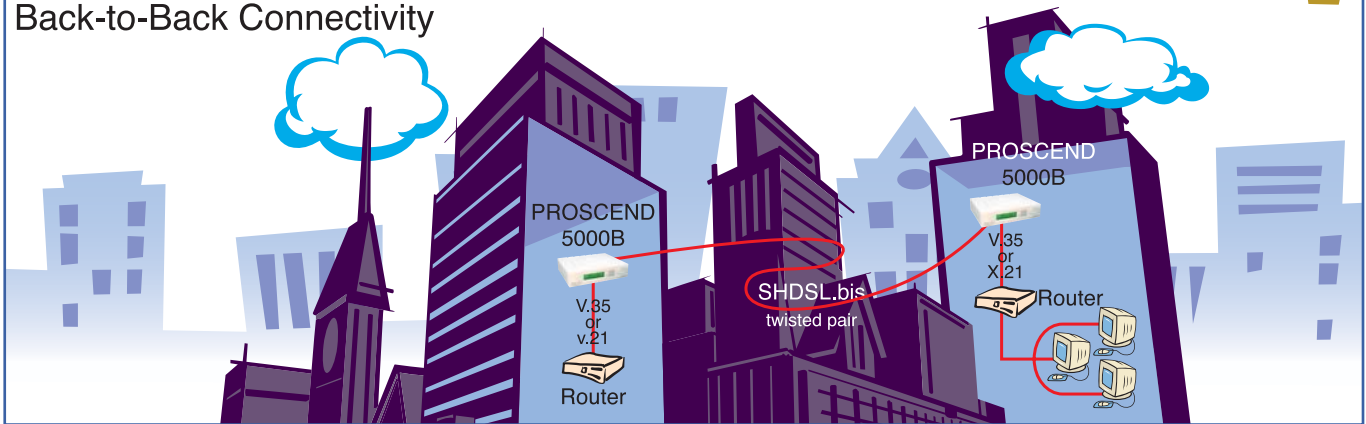 Back-to-Back Connectivity
PROSCEND
5000B
V.35
or
v.21
Router
SHDSL.bis
twisted pair
PROSCEND
5000B
V.35
or
X.21
Router